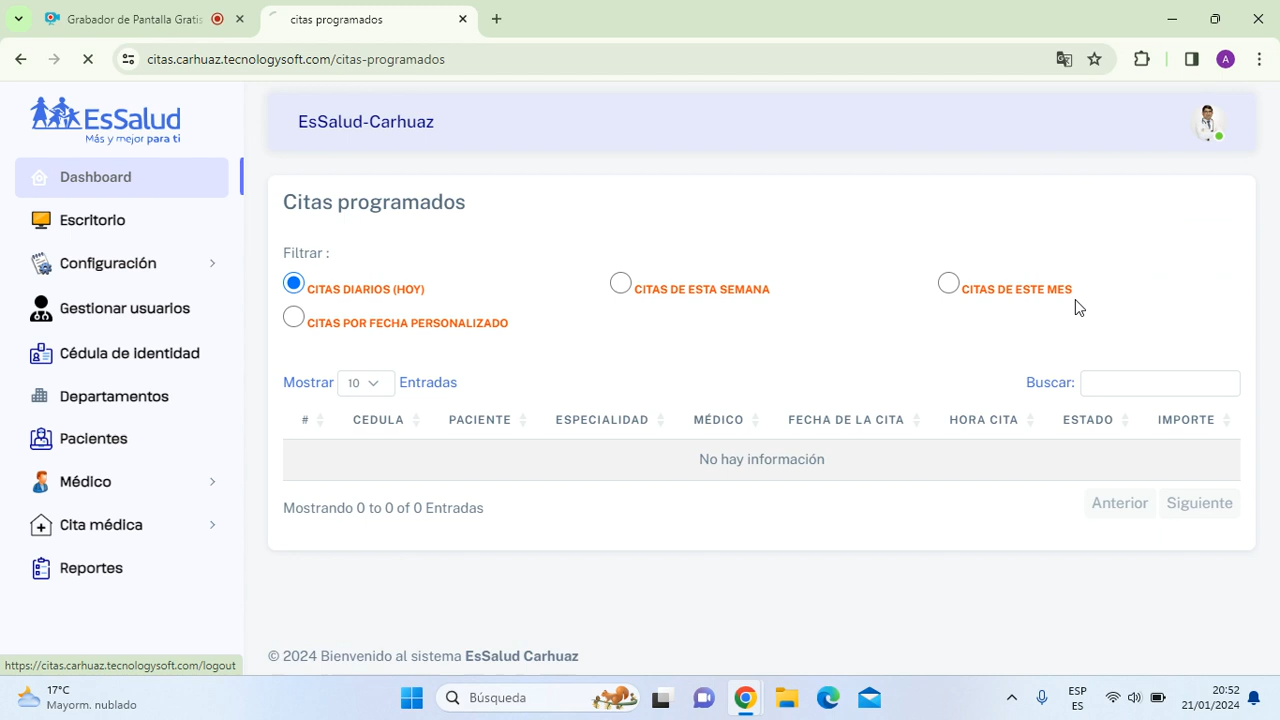 Grabador de Pantalla Gratis
citas programados
citas.carhuaz.tecnologysoft.com/citas-programados
A
EsSalud
Más y mejor para ti
Dashboard
Escritorio
Configuración
Gestionar usuarios
Cédula de identidad
Departamentos
Pacientes
Médico
Cita médica
Reportes
https://citas.carhuaz.tecnologysoft.com/logout
EsSalud-Carhuaz
Citas programados
Filtrar :
CITAS DIARIOS (HOY) CITAS DE ESTA SEMANA CITAS DE ESTE MES
CITAS POR FECHA PERSONALIZADO
Mostrar 10 Entradas Buscar:
# CEDULA PACIENTE ESPECIALIDAD MÉDICO FECHA DE LA CITA HORA CITA ESTADO IMPORTE
No hay información
Mostrando 0 to 0 of 0 Entradas Anterior Siguiente
© 2024 Bienvenido al sistema EsSalud Carhuaz
17°C
Mayorm. nublado
Búsqueda
ESP
ES
20:52
21/01/2024